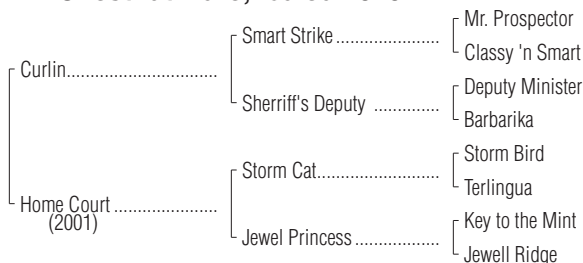 Mr. Prospector
Smart Strike
Classy 'n Smart
Curlin
Deputy Minister
Sherriff's Deputy
Barbarika
Storm Bird
Storm Cat
Terlingua
Home Court
(2001)
Key to the Mint
Jewel Princess
Jewell Ridge